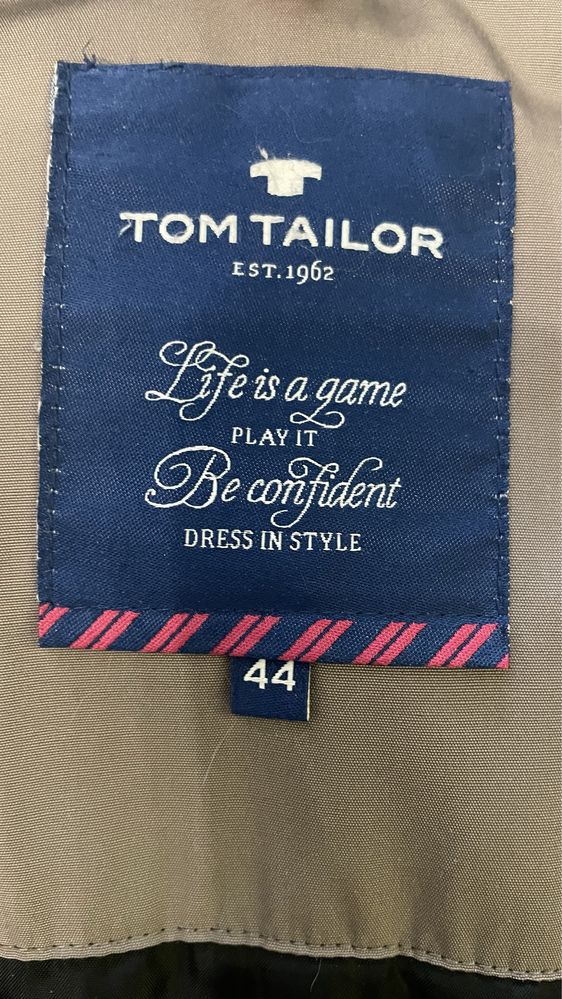 TOM TAILOR
EST.1962
Life is a game
PLAY IT
Be confident
DRESS IN STYLE
44